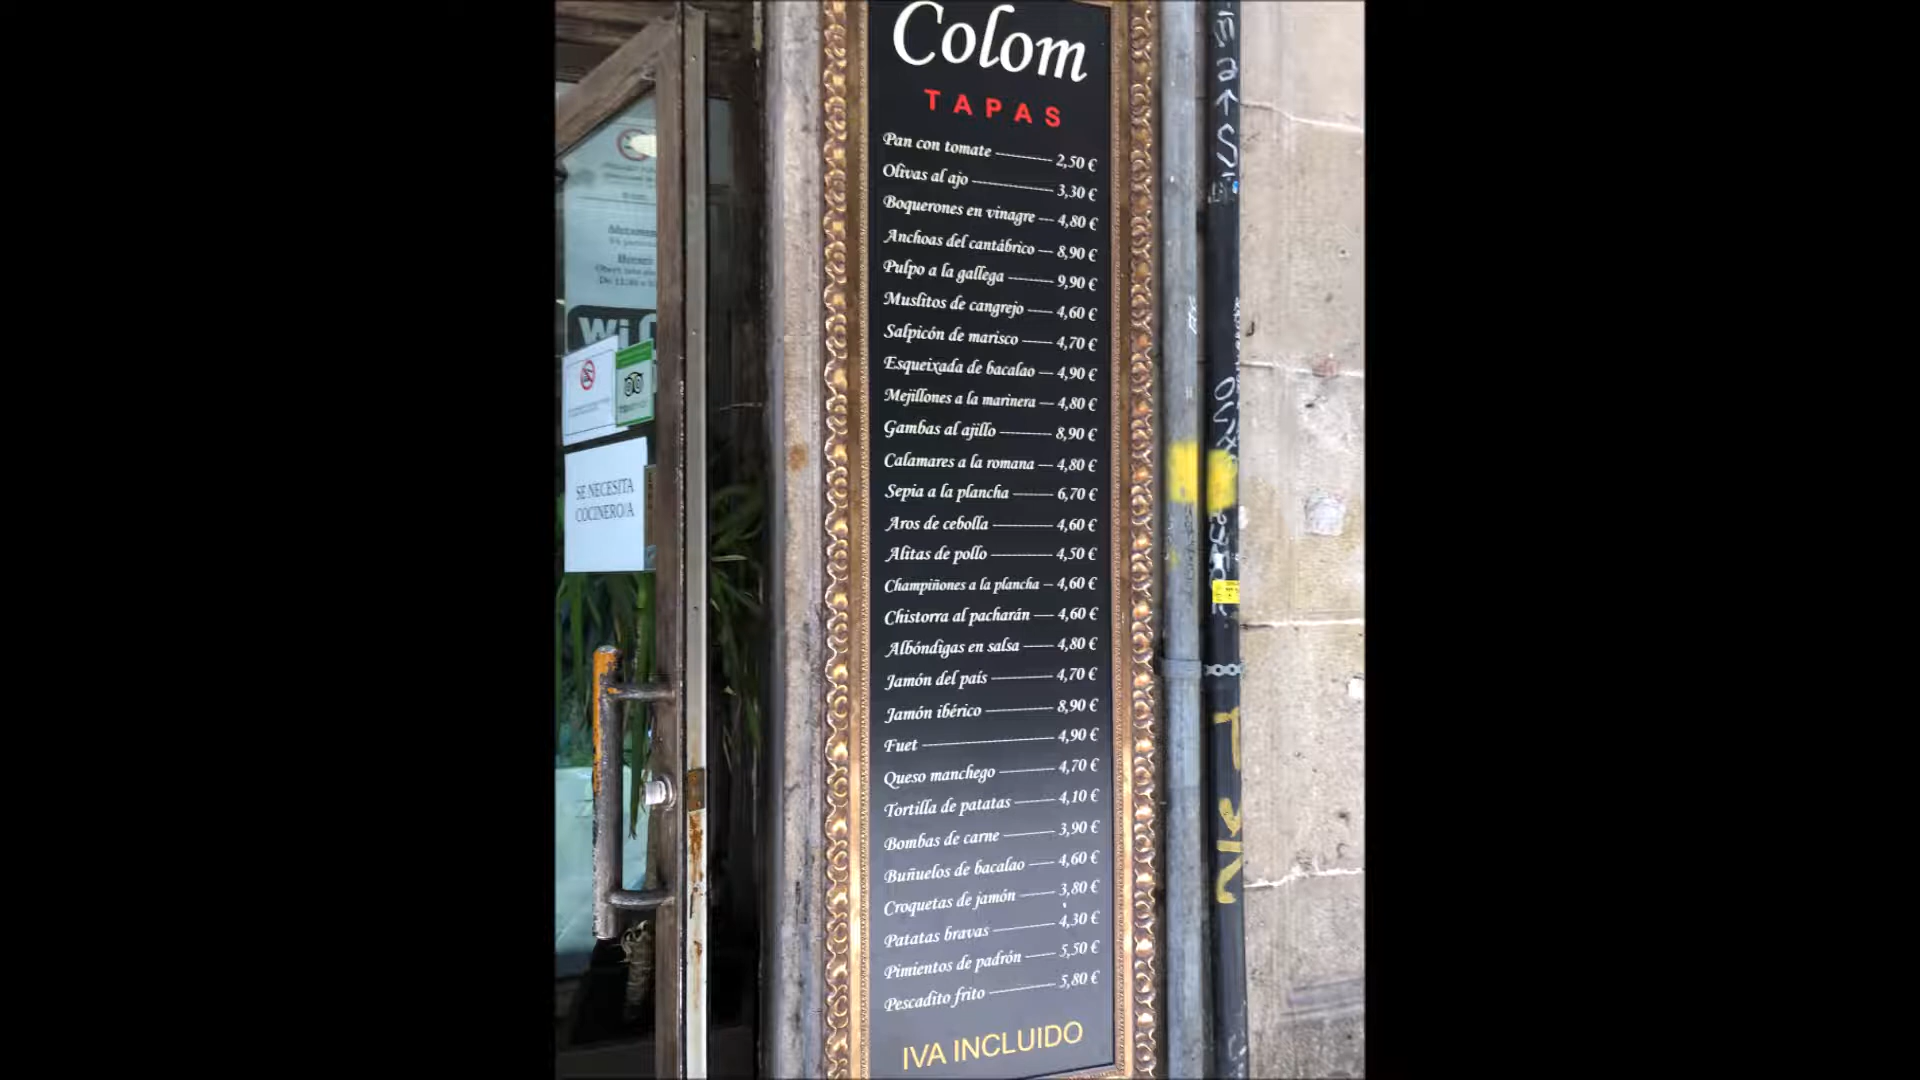 Colom
TAPAS
Pan con tomate 2,50 €
Olivas al ajo 3,30 €
Boquerones en vinagre 4,80 €
Anchoas del cantábrico 8,90 €
Pulpo a la gallega 9,90 €
Muslitos de cangrejo 4,60 €
Salpicón de marisco 4,70 €
Esqueixada de bacalao 4,90 €
Mejillones a la marinera 4,80 €
Gambas al ajillo 8,90 €
Calamares a la romana 4,80 €
Sepia a la plancha 6,70 €
Aros de cebolla 4,60 €
Alitas de pollo 4,50 €
Champiñones a la plancha 4,60 €
Chistorra al pacharán 4,60 €
Albóndigas en salsa 4,80 €
Jamón del país 4,70 €
Jamón ibérico 8,90 €
Fuet 4,90 €
Queso manchego 4,70 €
Tortilla de patatas 4,10 €
Bombas de carne 3,90 €
Buñuelos de bacalao 4,60 €
Croquetas de jamón 3,80 €
Patatas bravas 4,30 €
Pimientos de padrón 5,50 €
Pescadito frito 5,80 €
IVA INCLUIDO
Wi
SE NECESITA
COCINERO/A